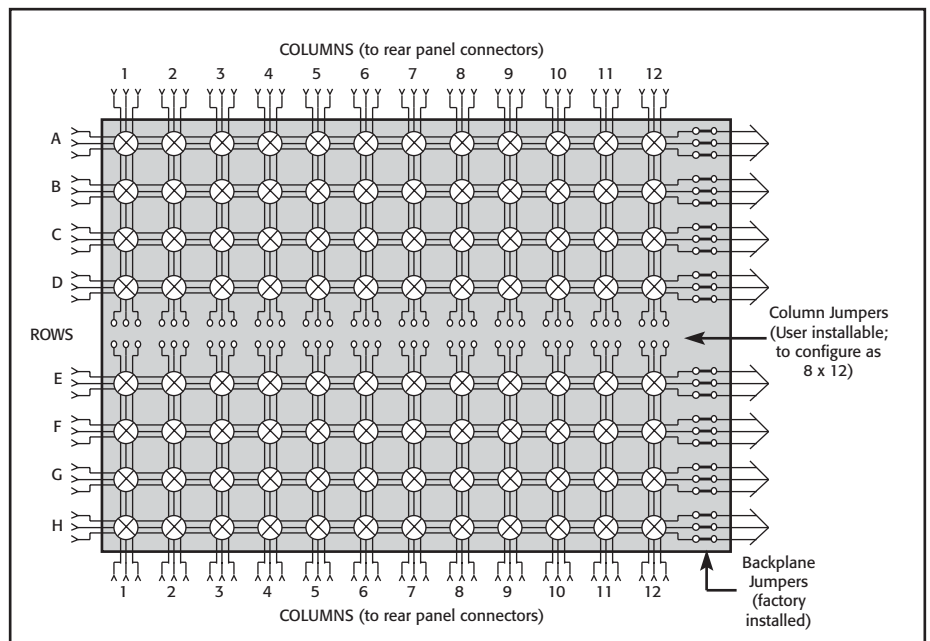 COLUMNS (to rear panel connectors)
1 2 3 4 5 6 7 8 9 10 11 12
A
B
C
D
ROWS
Column Jumpers
(User installable;
to configure as
8 x 12)
E
F
G
H
1 2 3 4 5 6 7 8 9 10 11 12
COLUMNS (to rear panel connectors)
Backplane
Jumpers
(factory
installed)